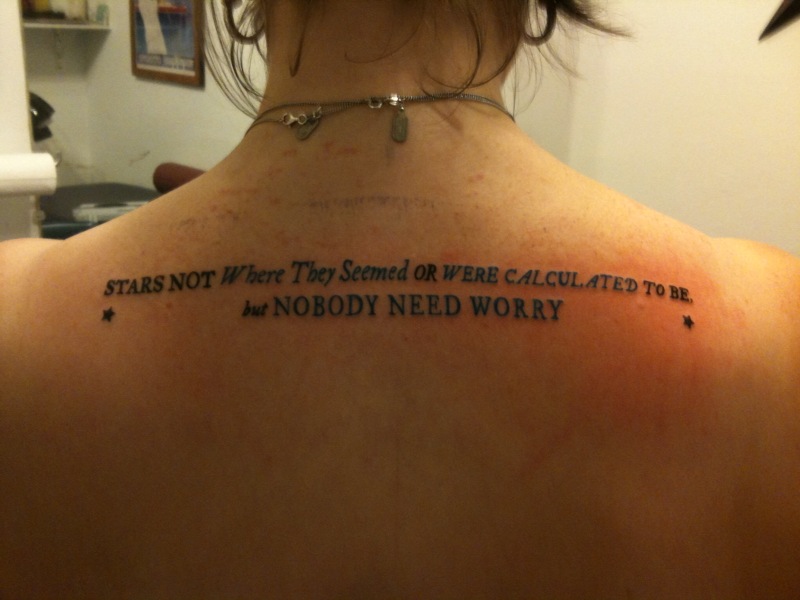 STARS NOT Where They Seemed OR WERE CALCULATED TO BE,
but NOBODY NEED WORRY